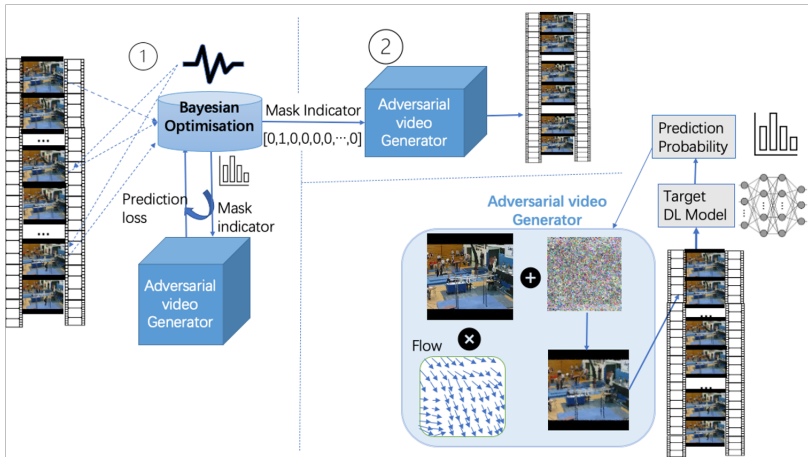 1
2
Bayesian
Optimisation
Mask Indicator
[0,1,0,0,0,0,⋯,0]
Adversarial
video
Generator
...
...
Prediction
loss
Mask
indicator
Adversarial
video
Generator
Prediction
Probability
Target
DL Model
Adversarial video
Generator
Flow
...
...